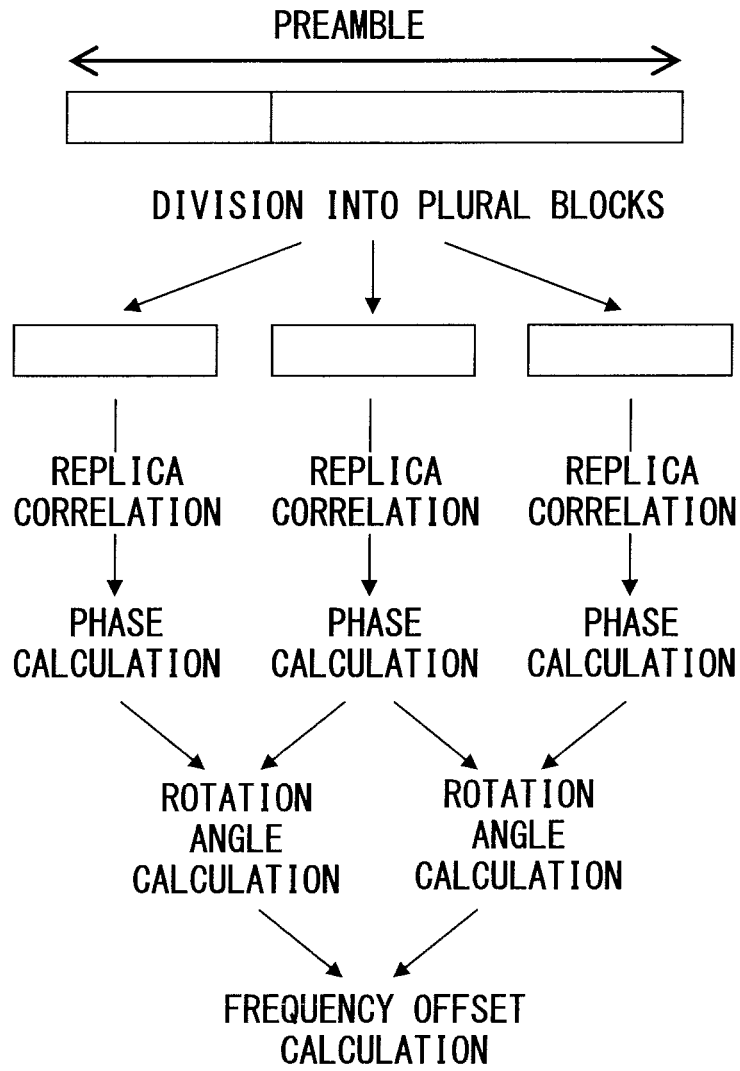 PREAMBLE
DIVISION INTO PLURAL BLOCKS
REPLICA
CORRELATION
REPLICA
CORRELATION
REPLICA
CORRELATION
PHASE
CALCULATION
PHASE
CALCULATION
PHASE
CALCULATION
ROTATION
ANGLE
CALCULATION
ROTATION
ANGLE
CALCULATION
FREQUENCY OFFSET
CALCULATION